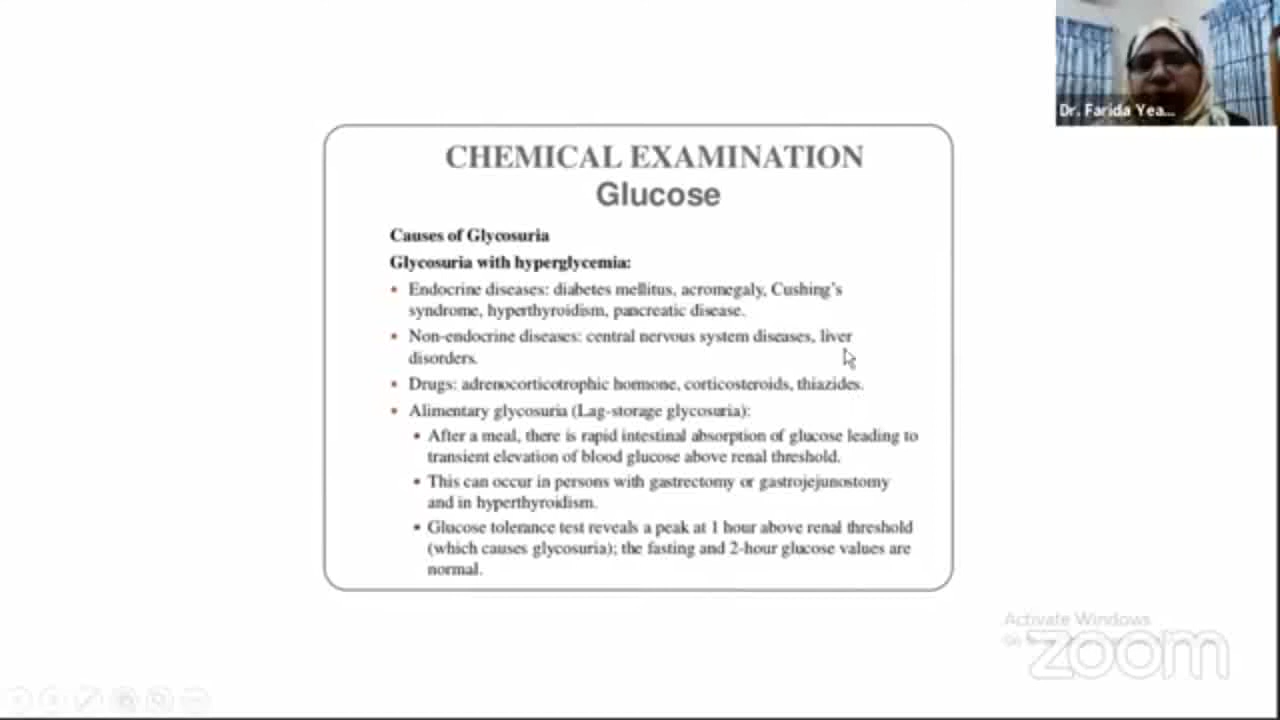 Dr. Farida Yea...
CHEMICAL EXAMINATION
Glucose
Causes of Glycosuria
Glycosuria with hyperglycemia:
• Endocrine diseases: diabetes mellitus, acromegaly, Cushing's
syndrome, hyperthyroidism, pancreatic disease.
• Non-endocrine diseases: central nervous system diseases, liver
disorders.
• Drugs: adrenocorticotrophic hormone, corticosteroids, thiazides.
• Alimentary glycosuria (Lag-storage glycosuria):
• After a meal, there is rapid intestinal absorption of glucose leading to
transient elevation of blood glucose above renal threshold.
• This can occur in persons with gastrectomy or gastrojejunostomy
and in hyperthyroidism.
• Glucose tolerance test reveals a peak at 1 hour above renal threshold
(which causes glycosuria); the fasting and 2-hour glucose values are
normal.
Activate Windows
zoom